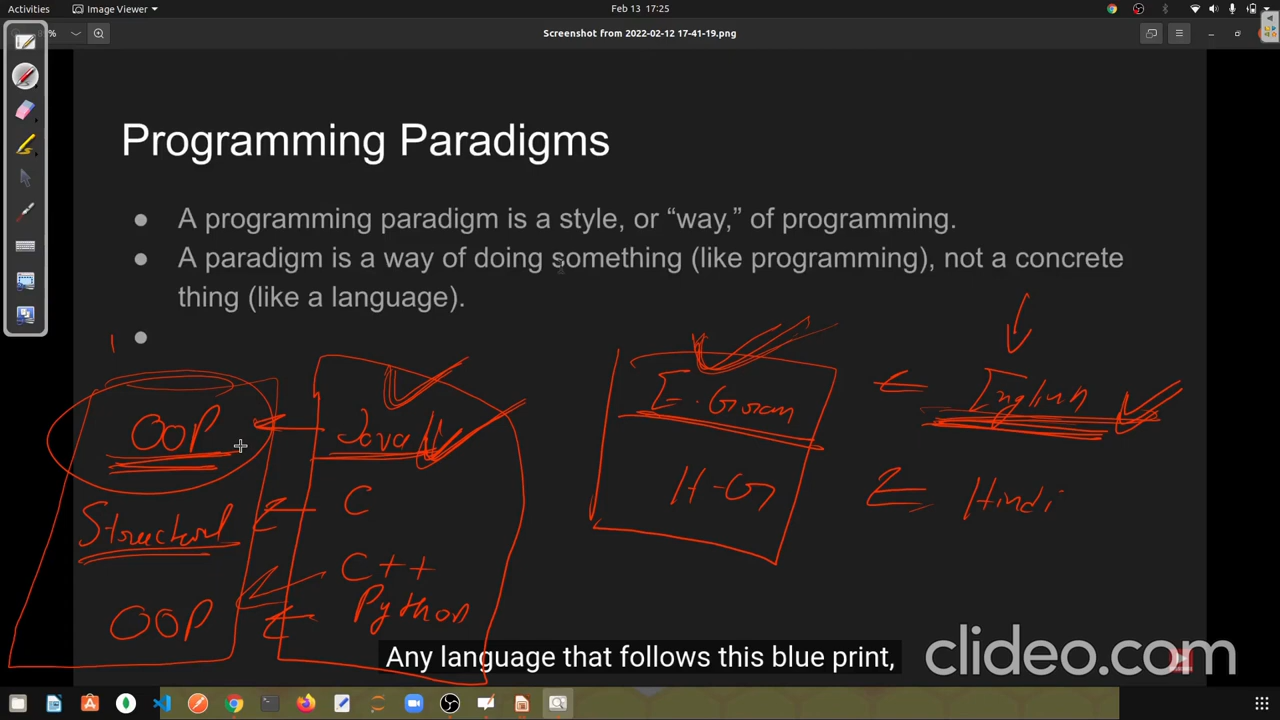 Activities Image Viewer Feb 13 17:25
Screenshot from 2022-02-12 17-41-19.png
Programming Paradigms
● A programming paradigm is a style, or “way,” of programming.
● A paradigm is a way of doing something (like programming), not a concrete
thing (like a language).
●
OOP ← Java
Structural ← C
C++
OOP ← Python
E. Gram ← English
H-G ← Hindi
Any language that follows this blue print,
clideo.com